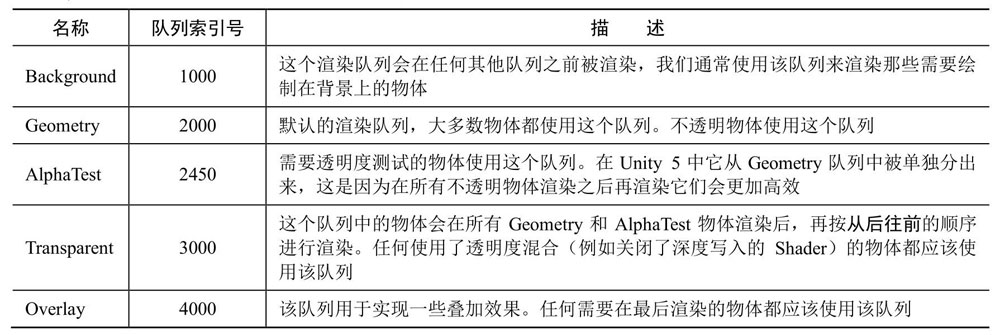 名称 队列索引号 描 述
Background 1000 这个渲染队列会在任何其他队列之前被渲染，我们通常使用该队列来渲染那些需要绘
制在背景上的物体
Geometry 2000 默认的渲染队列，大多数物体都使用这个队列。不透明物体使用这个队列
AlphaTest 2450 需要透明度测试的物体使用这个队列。在 Unity 5 中它从 Geometry 队列中被单独分出
来，这是因为在所有不透明物体渲染之后再渲染它们会更加高效
Transparent 3000 这个队列中的物体会在所有 Geometry 和 AlphaTest 物体渲染后，再按从后往前的顺序
进行渲染。任何使用了透明度混合（例如关闭了深度写入的 Shader）的物体都应该使
用该队列
Overlay 4000 该队列用于实现一些叠加效果。任何需要在最后渲染的物体都应该使用该队列